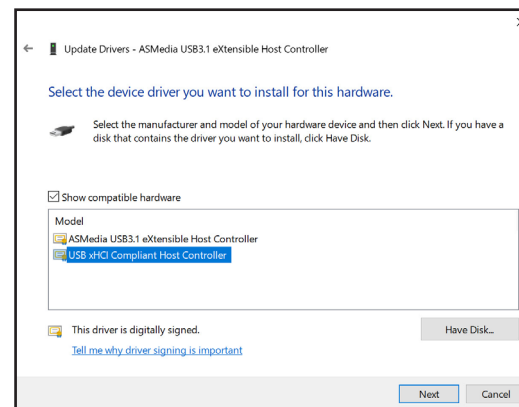 Update Drivers - ASMedia USB3.1 eXtensible Host Controller
Select the device driver you want to install for this hardware.
Select the manufacturer and model of your hardware device and then click Next. If you have a
disk that contains the driver you want to install, click Have Disk.
Show compatible hardware
Model
ASMedia USB3.1 eXtensible Host Controller
USB xHCI Compliant Host Controller
This driver is digitally signed.
Have Disk...
Tell me why driver signing is important
Next
Cancel